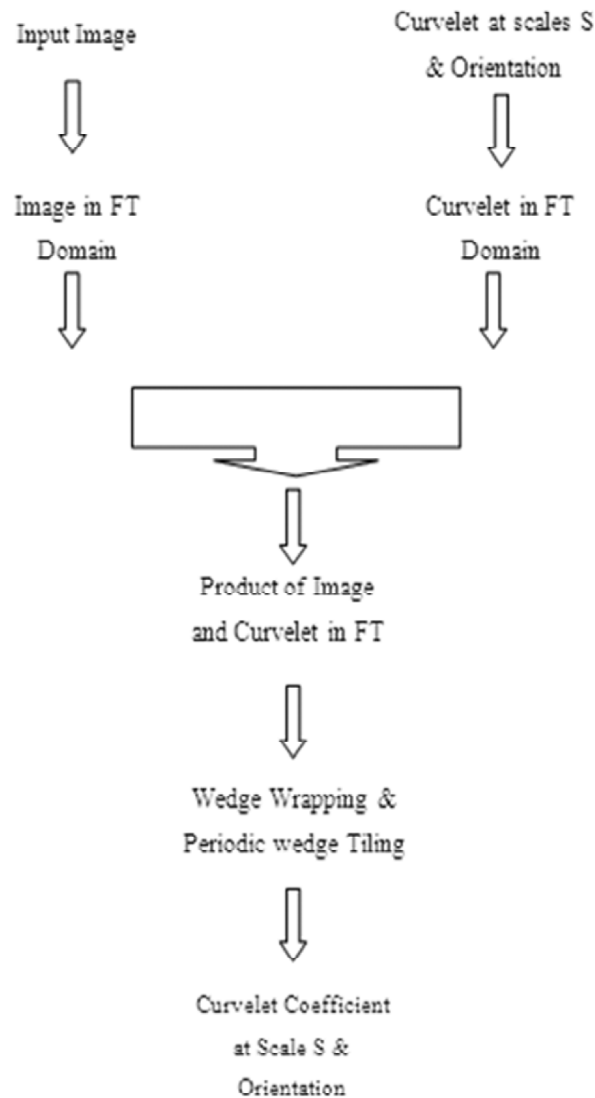 Input Image
Curvelet at scales S
& Orientation
Image in FT
Domain
Curvelet in FT
Domain
Product of Image
and Curvelet in FT
Wedge Wrapping &
Periodic wedge Tiling
Curvelet Coefficient
at Scale S &
Orientation